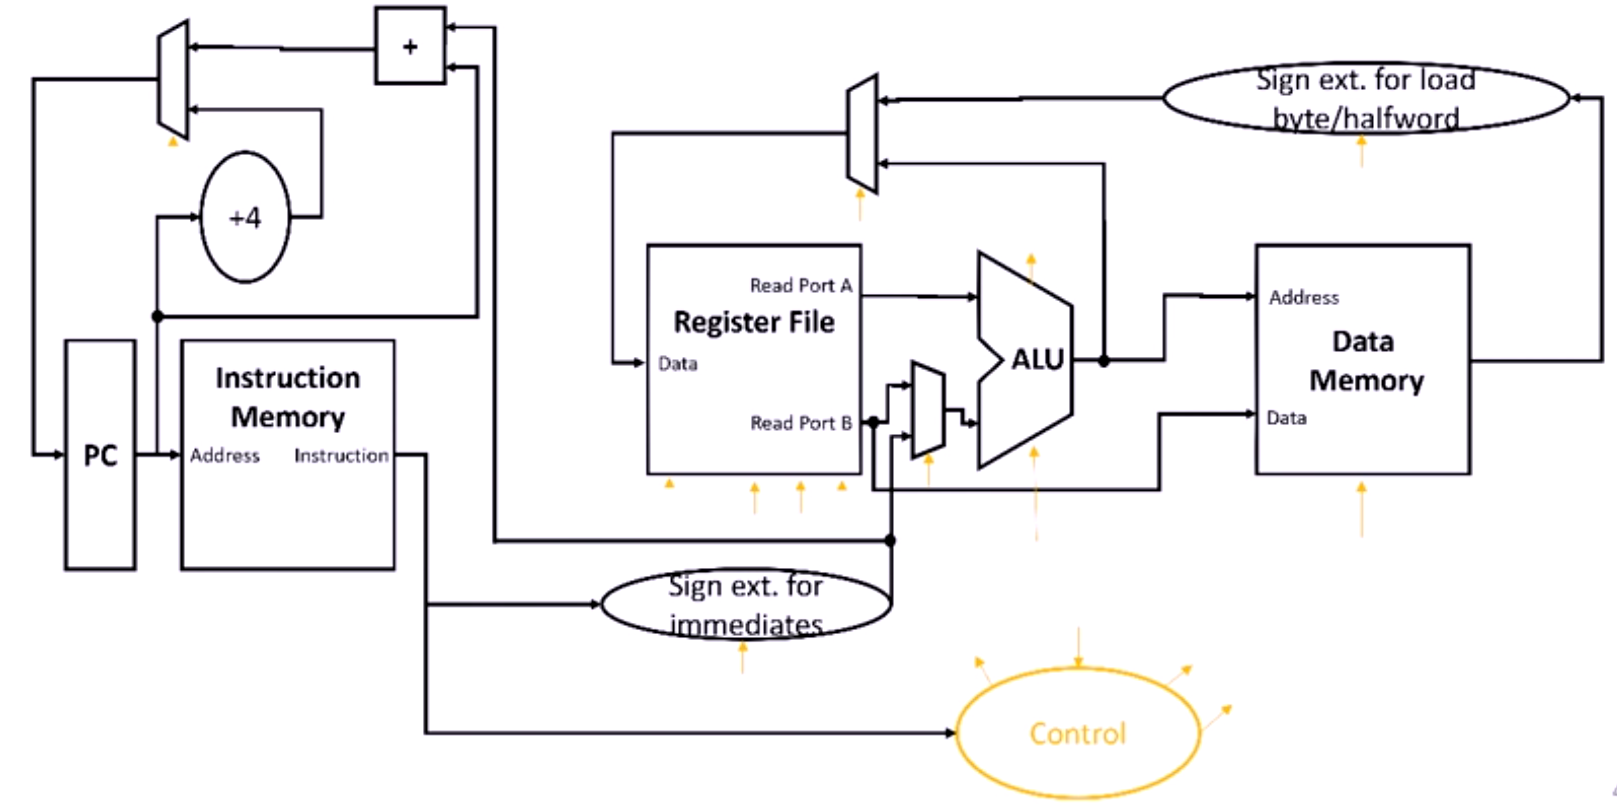 +
Sign ext. for load
byte/halfword
+4
Read Port A
Register File
Data
Read Port B
ALU
Address
Data
Memory
Data
Instruction
Memory
PC
Address
Instruction
Sign ext. for
immediates
Control